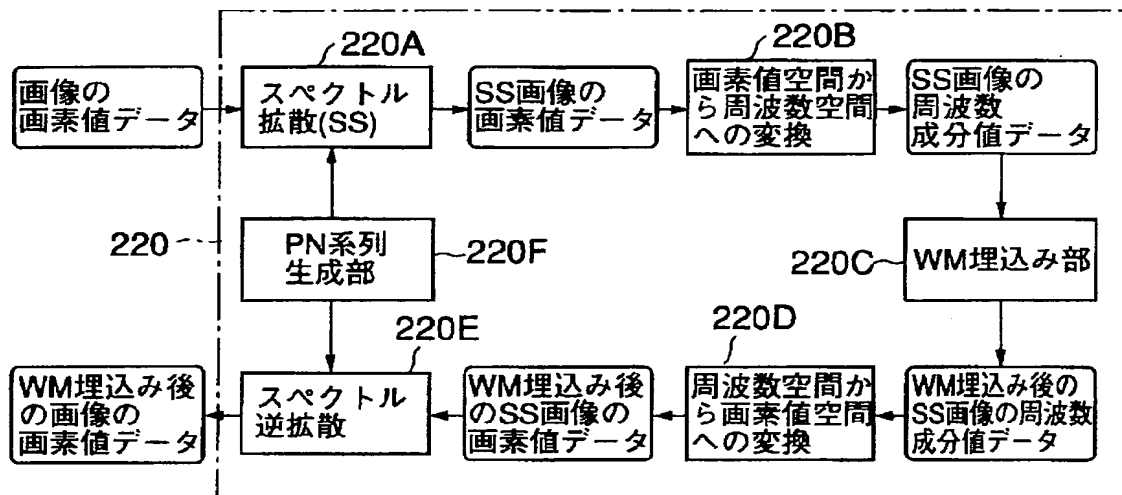 220A
220B
画像の
画素値データ
スペクトル
拡散(SS)
SS画像の
画素値データ
画素値空間か
ら周波数空間
への変換
SS画像の
周波数
成分値データ
220
PN系列
生成部
220F
220C
WM埋込み部
220E
220D
WM埋込み後
の画像の
画素値データ
スペクトル
逆拡散
WM埋込み後
のSS画像の
画素値データ
周波数空間か
ら画素値空間
への変換
WM埋込み後の
SS画像の周波数
成分値データ